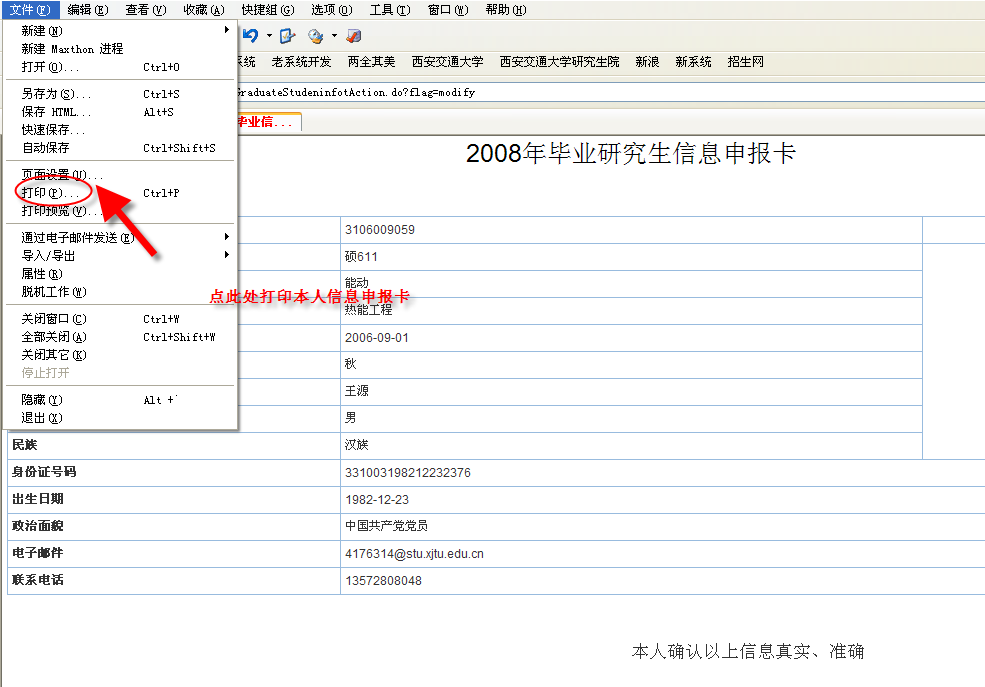 文件(F) 编辑(E) 查看(V) 收藏(A) 快捷组(G) 选项(O) 工具(T) 窗口(W) 帮助(H)
新建(N)
新建 Maxthon 进程
打开(O)... Ctrl+O
另存为(S)... Ctrl+S
保存 HTML... Alt+S
快速保存...
自动保存 Ctrl+Shift+S
页面设置(U)...
打印(P)... Ctrl+P
打印预览(V)...
通过电子邮件发送(E)
导入/导出
属性(R)
脱机工作(W)
关闭窗口(C) Ctrl+W
全部关闭(A) Ctrl+Shift+W
关闭其它(K)
停止打开
隐藏(Y) Alt +`
退出(X)
系统 老系统开发 两全其美 西安交通大学 西安交通大学研究生院 新浪 新系统 招生网
GraduateStudeninfotAction.do?flag=modify
毕业信...
2008年毕业研究生信息申报卡
3106009059
硕611
能动
点此处打印本人信息申报卡
热能工程
2006-09-01
秋
王源
男
民族 汉族
身份证号码 331003198212232376
出生日期 1982-12-23
政治面貌 中国共产党党员
电子邮件 4176314@stu.xjtu.edu.cn
联系电话 13572808048
本人确认以上信息真实、准确